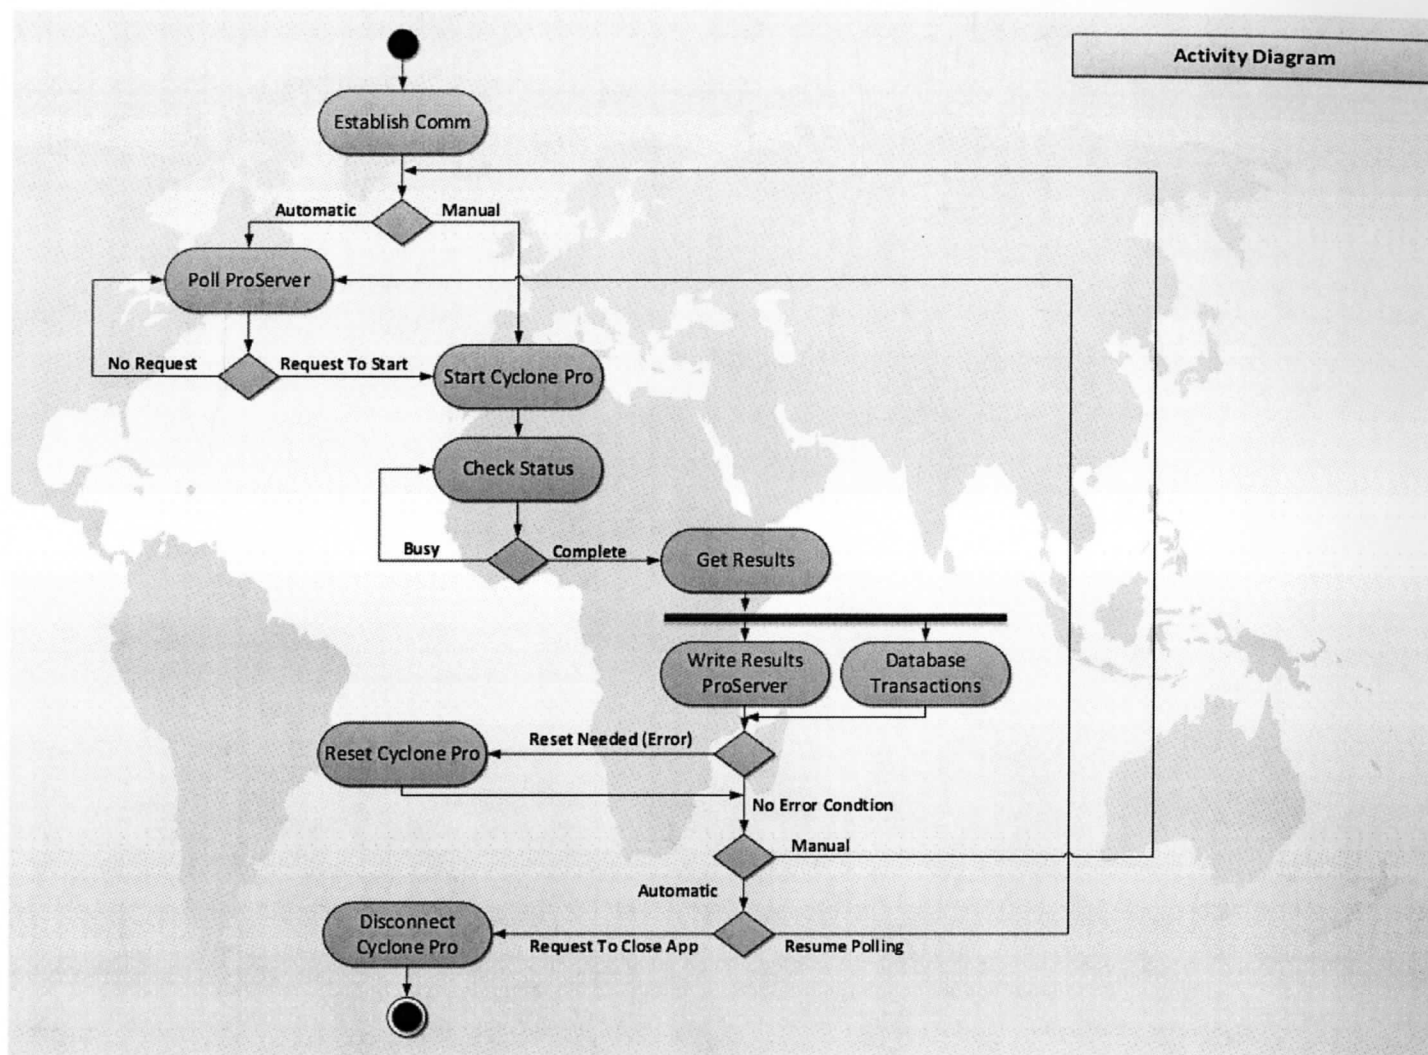 Activity Diagram
Establish Comm
Automatic
Manual
Poll ProServer
No Request
Request To Start
Start Cyclone Pro
Check Status
Busy
Complete
Get Results
Write Results
ProServer
Database
Transactions
Reset Needed (Error)
Reset Cyclone Pro
No Error Condtion
Manual
Automatic
Disconnect
Cyclone Pro
Request To Close App
Resume Polling